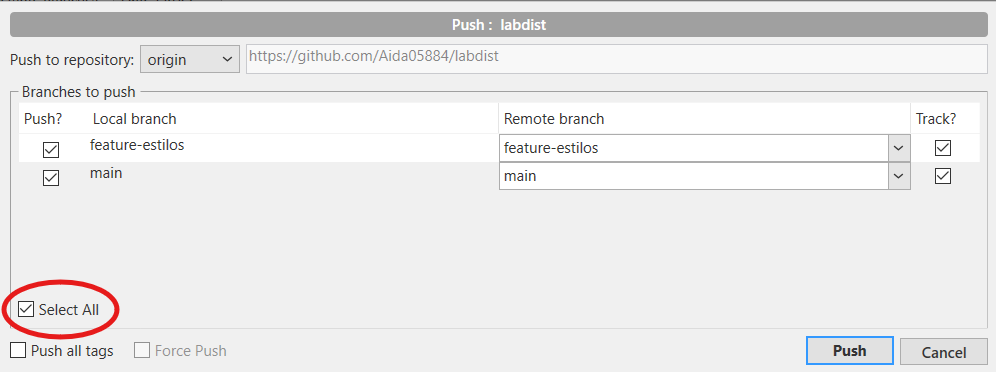 Push : labdist
Push to repository: origin https://github.com/Aida05884/labdist
Branches to push
Push? Local branch Remote branch Track?
feature-estilos feature-estilos
main main
Select All
Push all tags Force Push Push Cancel